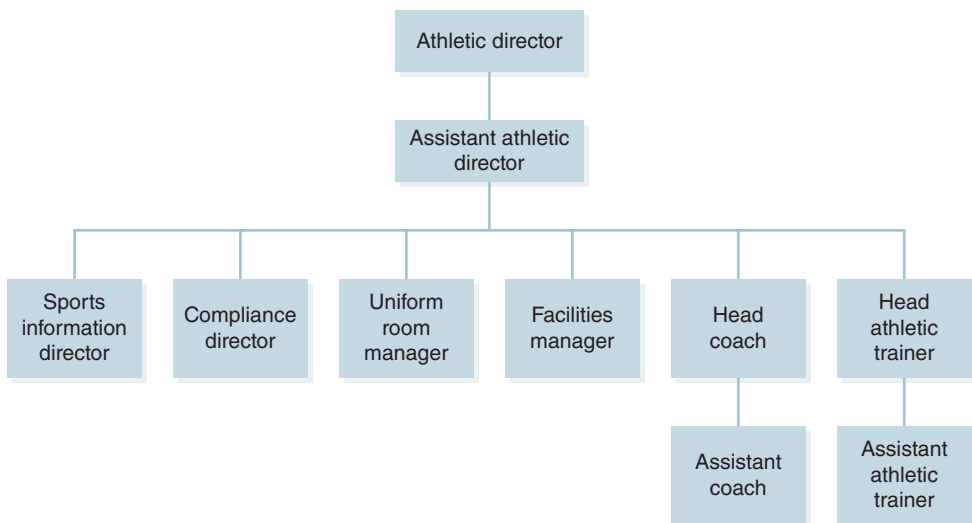 Athletic director
Assistant athletic
director
Sports
information
director
Compliance
director
Uniform
room
manager
Facilities
manager
Head
coach
Head
athletic
trainer
Assistant
coach
Assistant
athletic
trainer